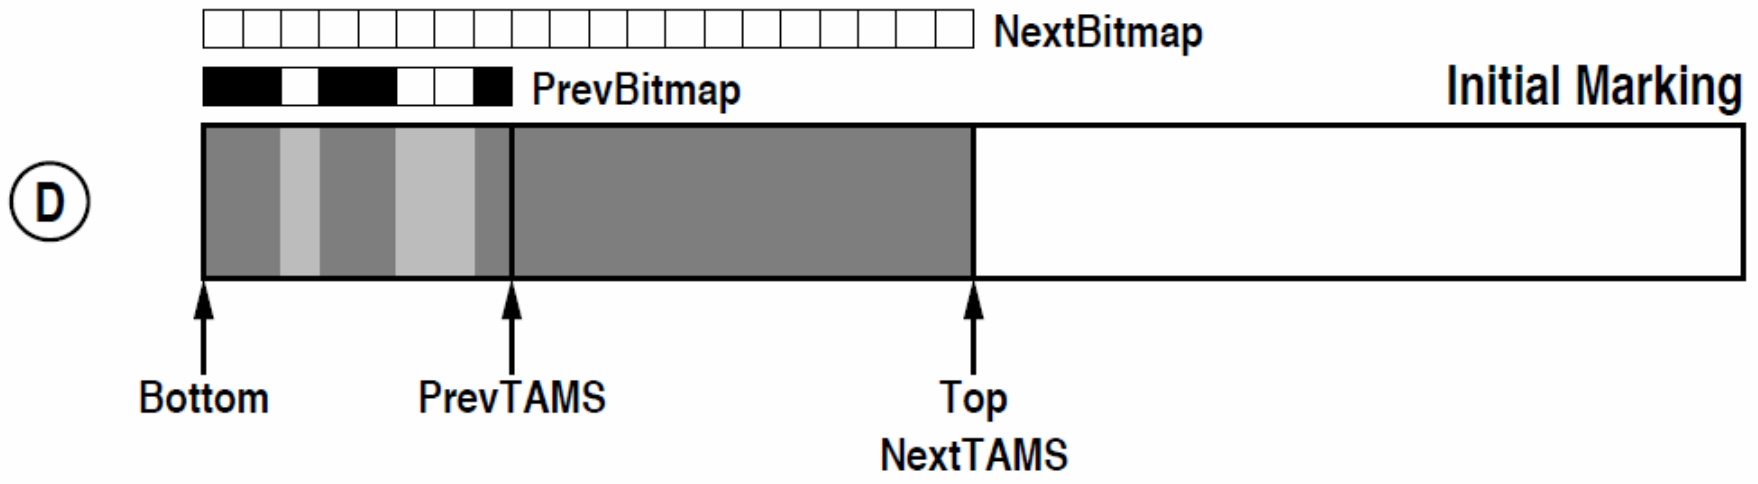 NextBitmap
PrevBitmap
Initial Marking
D
Bottom
PrevTAMS
Top
NextTAMS